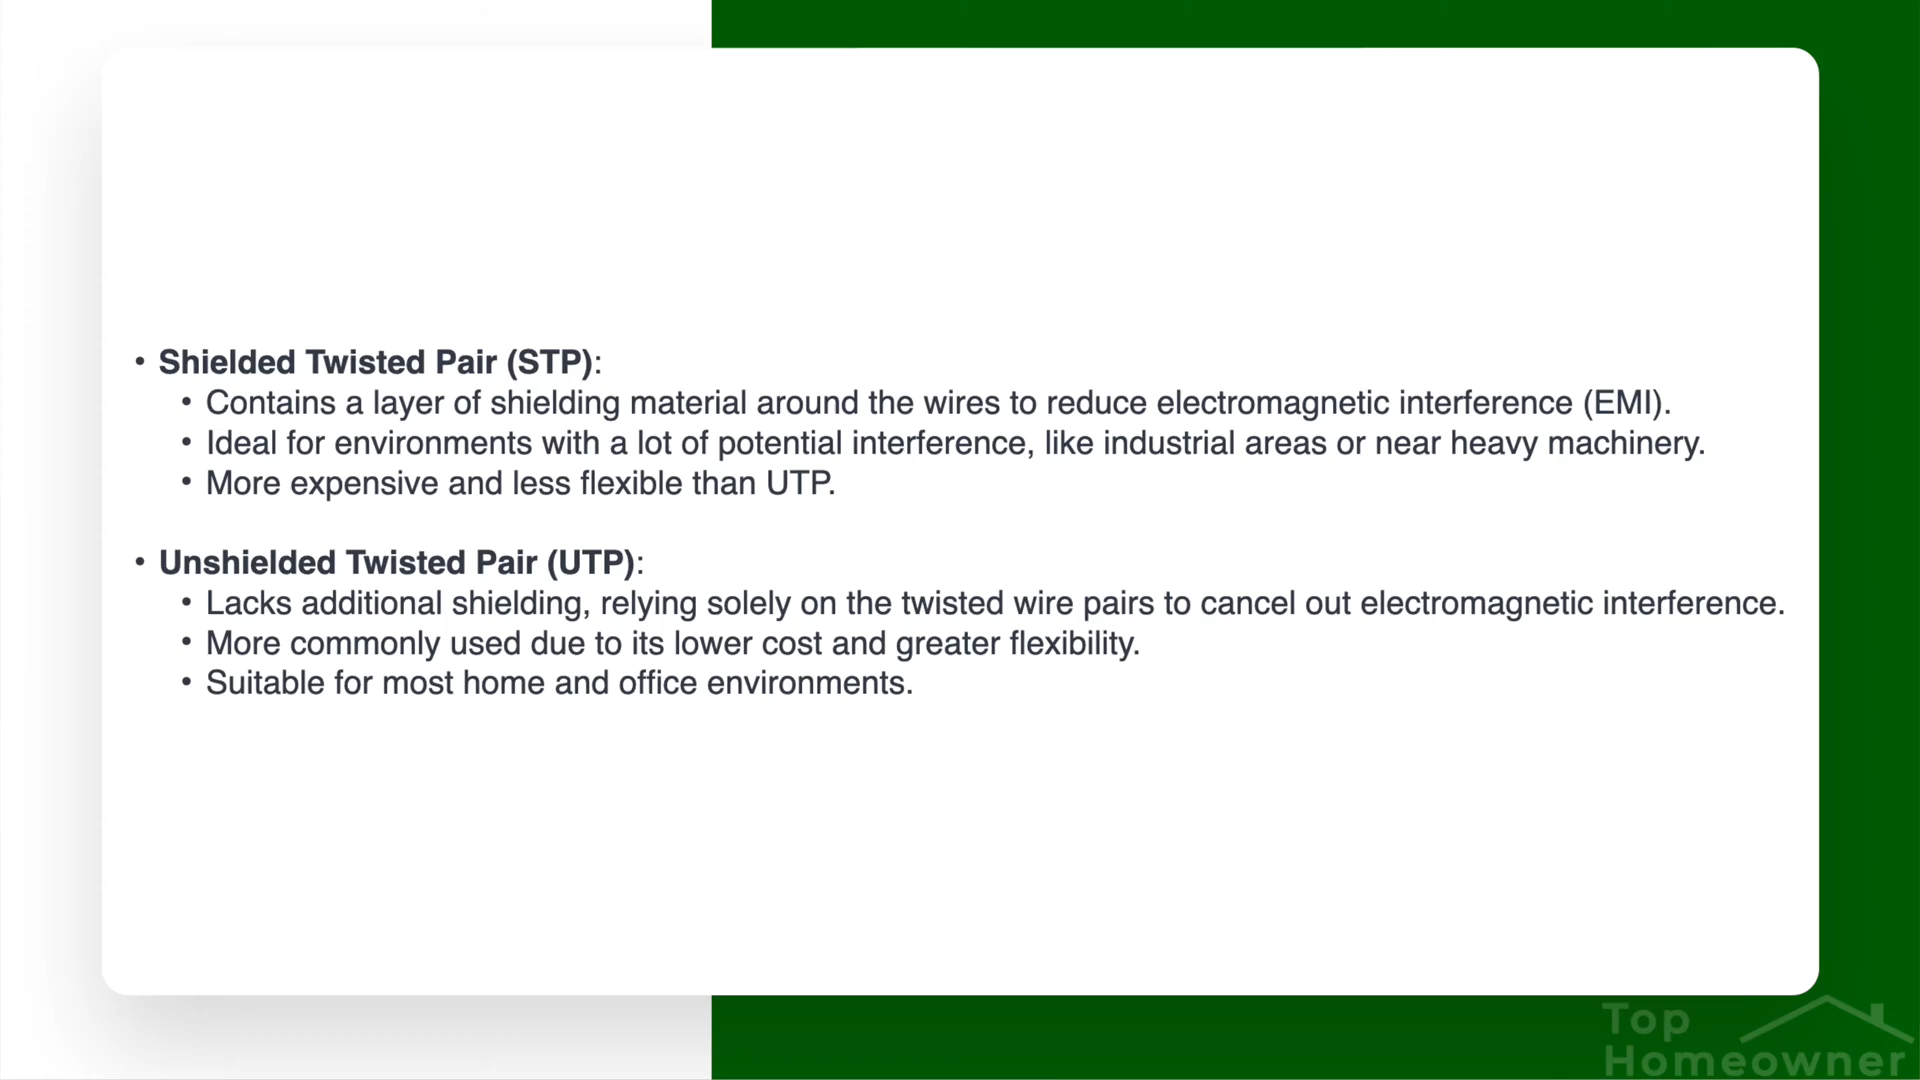 • Shielded Twisted Pair (STP):
• Contains a layer of shielding material around the wires to reduce electromagnetic interference (EMI).
• Ideal for environments with a lot of potential interference, like industrial areas or near heavy machinery.
• More expensive and less flexible than UTP.
• Unshielded Twisted Pair (UTP):
• Lacks additional shielding, relying solely on the twisted wire pairs to cancel out electromagnetic interference.
• More commonly used due to its lower cost and greater flexibility.
• Suitable for most home and office environments.
Top
Homeowner